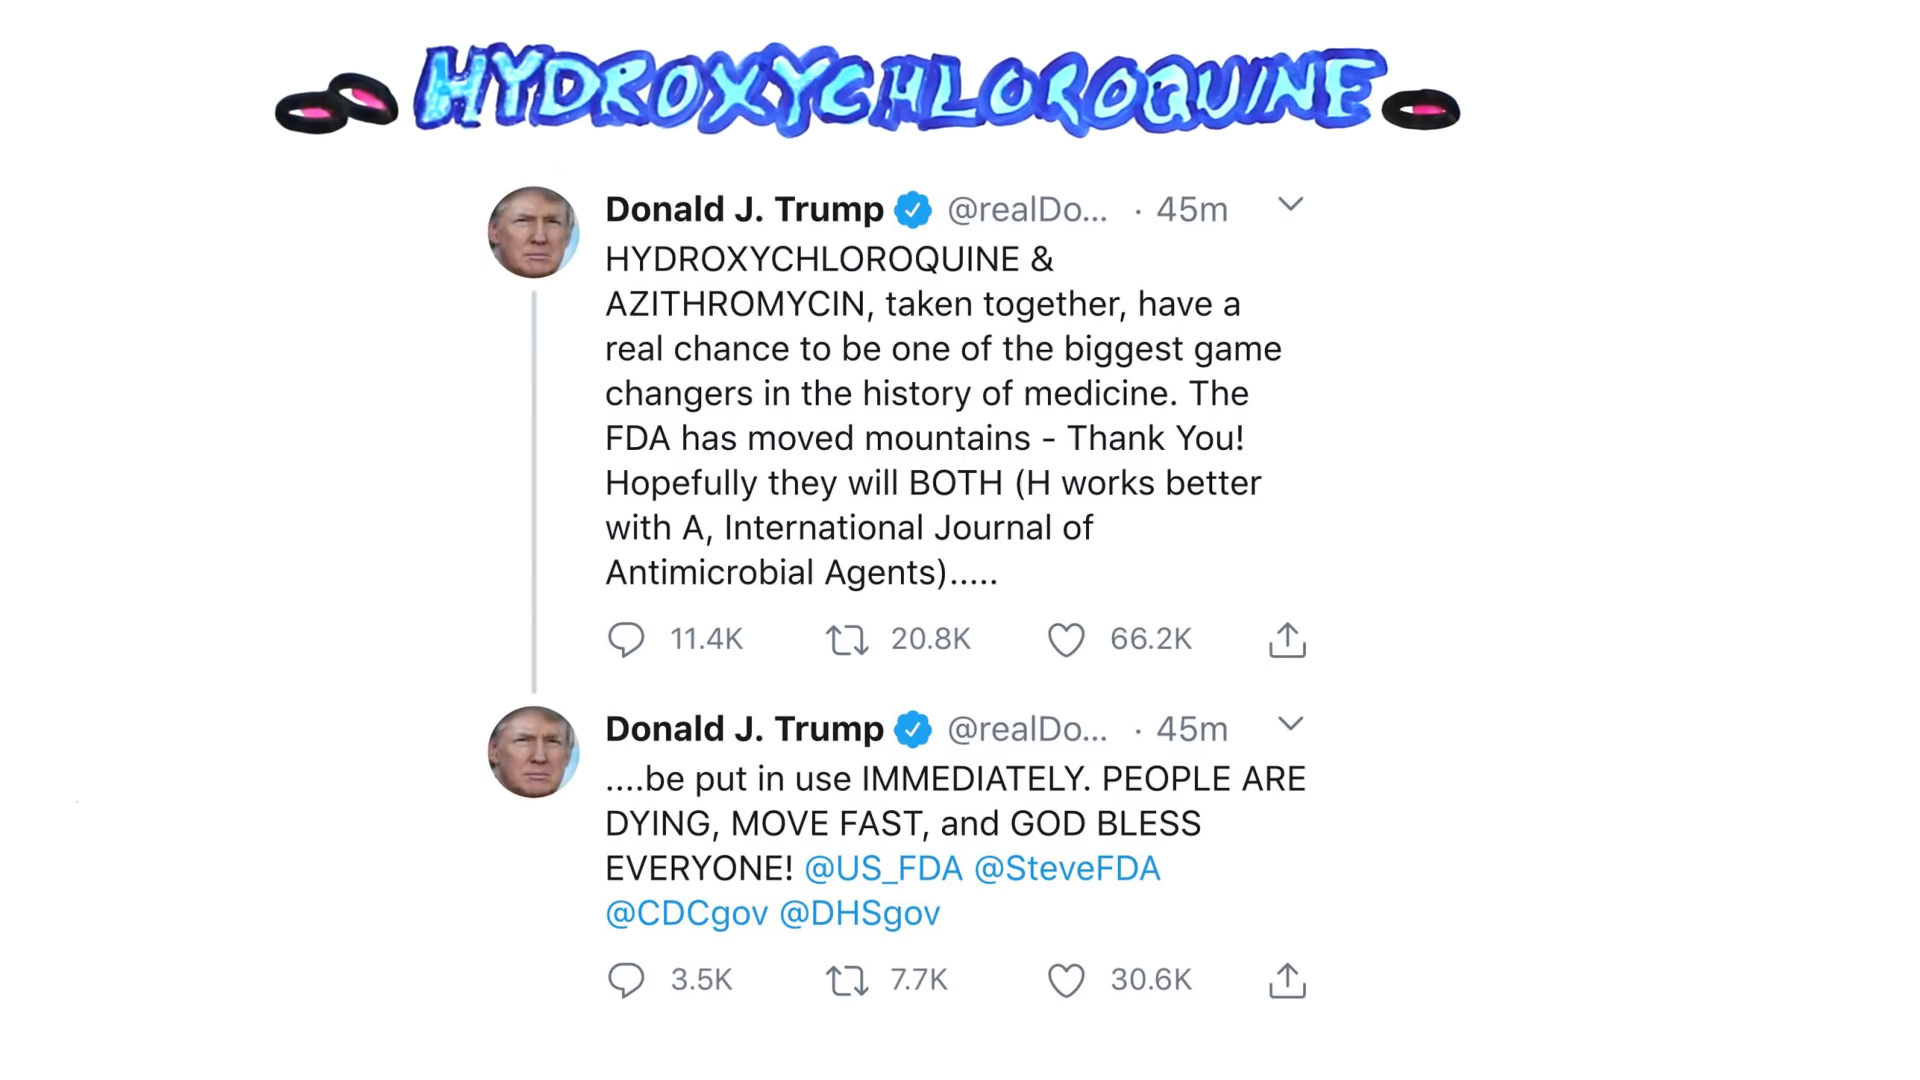 HYDROXYCHLOROQUINE
Donald J. Trump @realDo... · 45m
HYDROXYCHLOROQUINE &
AZITHROMYCIN, taken together, have a
real chance to be one of the biggest game
changers in the history of medicine. The
FDA has moved mountains - Thank You!
Hopefully they will BOTH (H works better
with A, International Journal of
Antimicrobial Agents).....
11.4K 20.8K 66.2K
Donald J. Trump @realDo... · 45m
....be put in use IMMEDIATELY. PEOPLE ARE
DYING, MOVE FAST, and GOD BLESS
EVERYONE! @US_FDA @SteveFDA
@CDCgov @DHSgov
3.5K 7.7K 30.6K